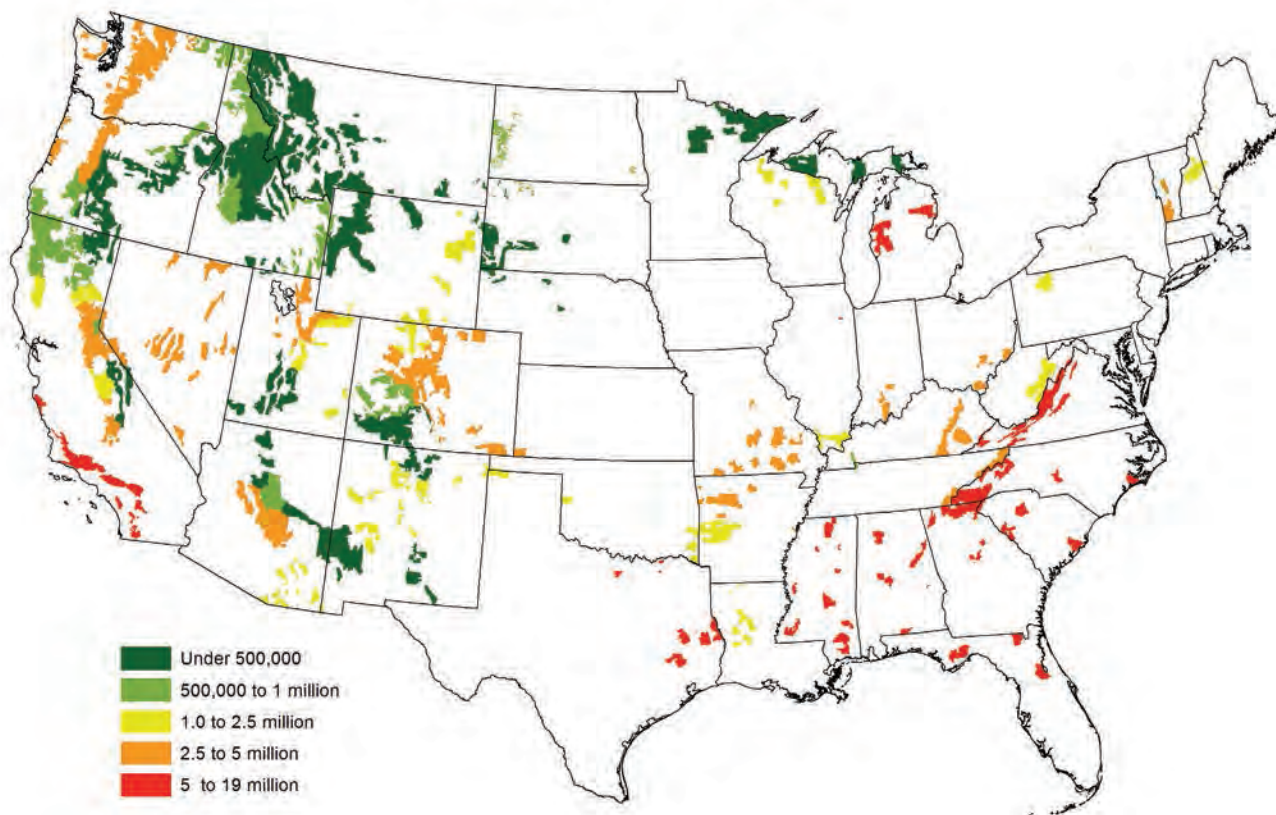 Under 500,000
500,000 to 1 million
1.0 to 2.5 million
2.5 to 5 million
5 to 19 million